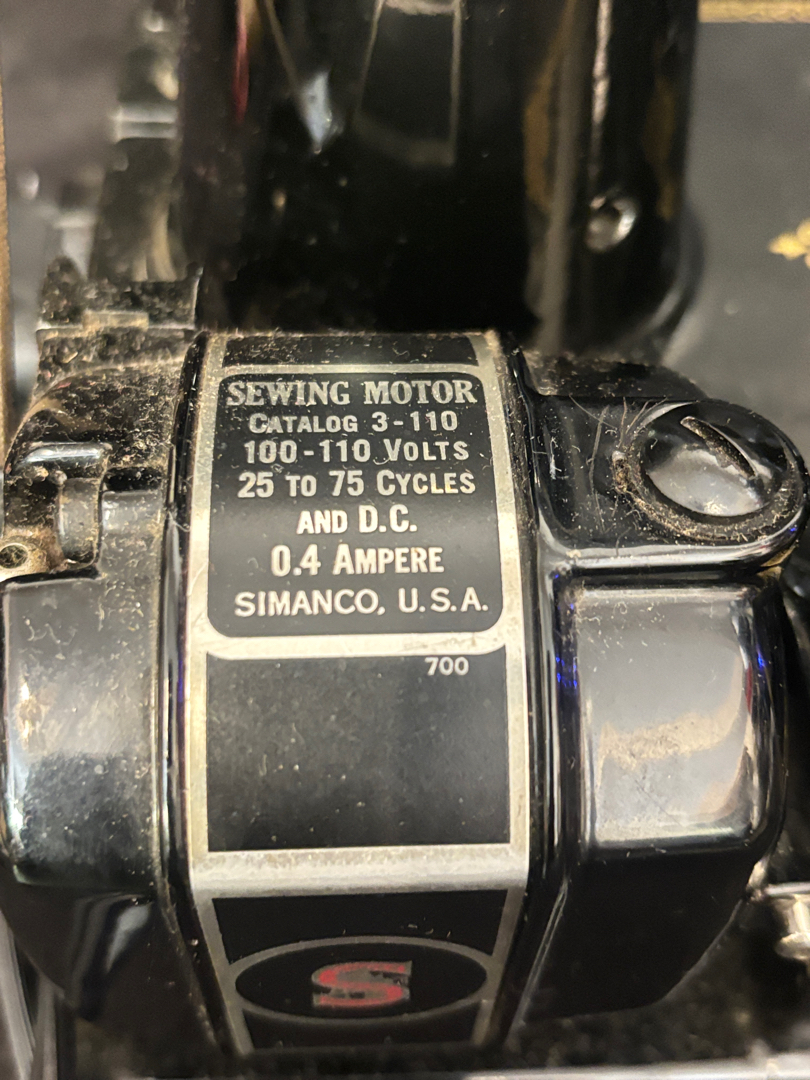 SEWING MOTOR
CATALOG 3-110
100-110 VOLTS
25 TO 75 CYCLES
AND D.C.
0.4 AMPERE
SIMANCO, U.S.A.
700
S